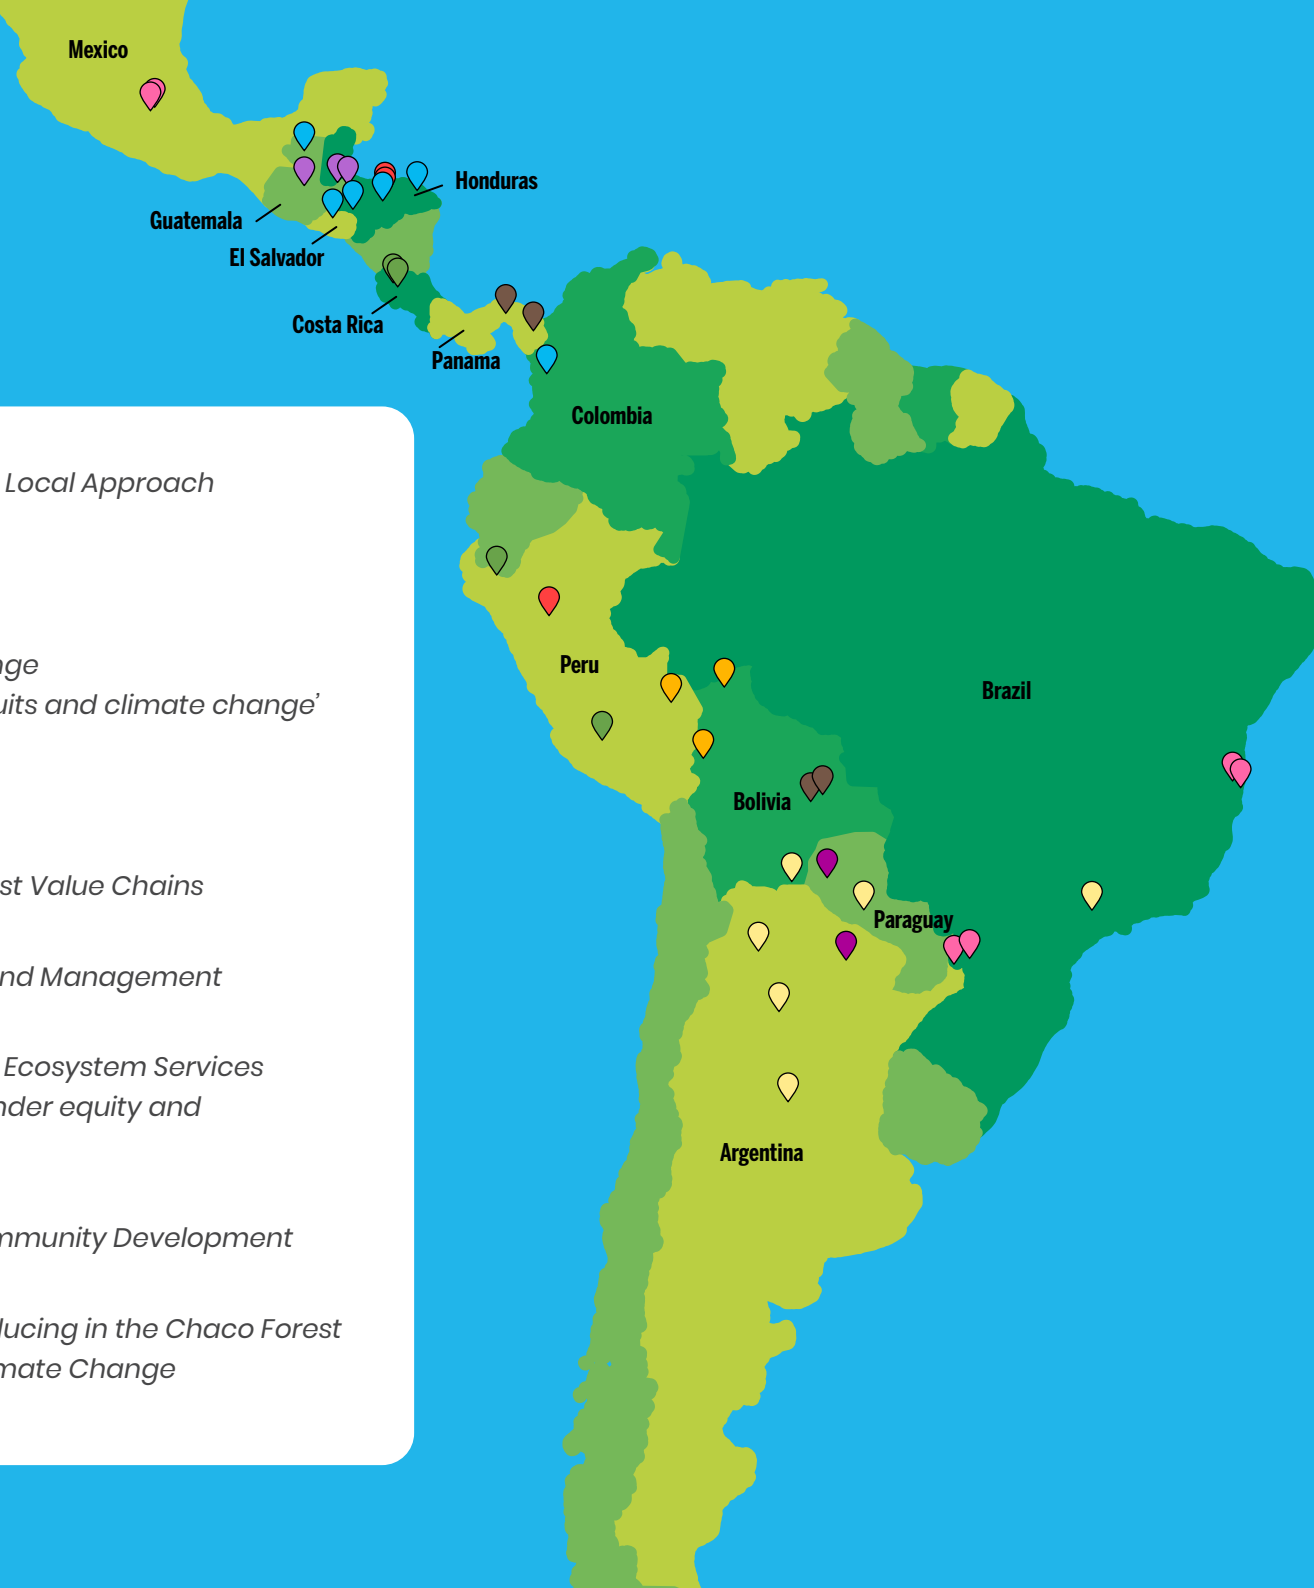 Mexico
Honduras
Guatemala
El Salvador
Costa Rica
Panama
Colombia
Local Approach
Peru
nge
Brazil
uits and climate change’
Bolivia
st Value Chains
Paraguay
nd Management
Ecosystem Services
nder equity and
Argentina
mmunity Development
lucing in the Chaco Forest
mate Change